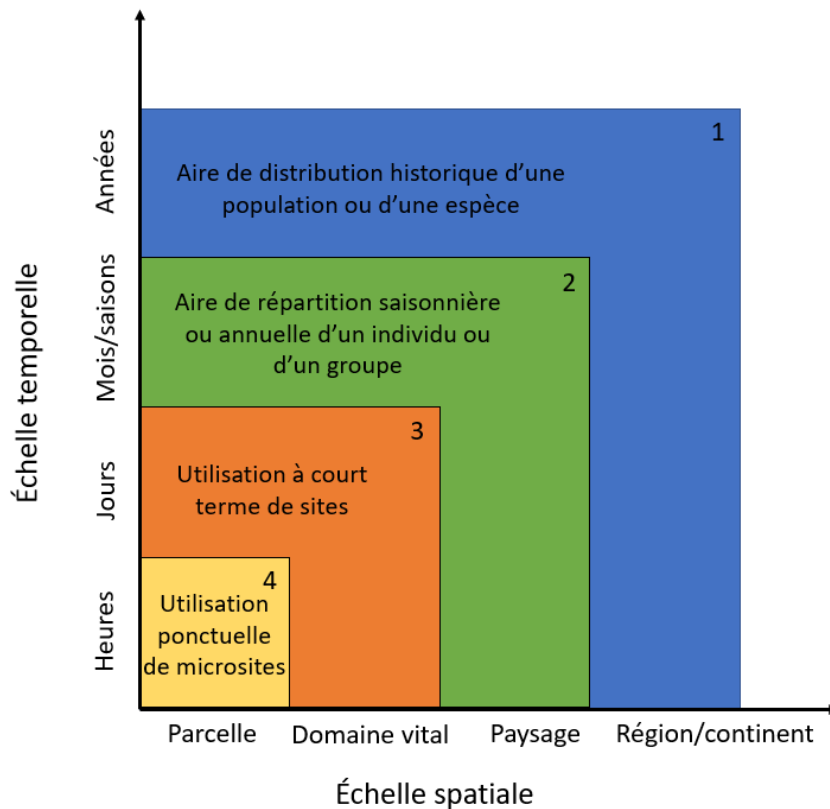 Échelle temporelle
Années
Mois/saisons
Jours
Heures
1
Aire de distribution historique d’une
population ou d’une espèce
2
Aire de répartition saisonnière
ou annuelle d’un individu ou
d’un groupe
3
Utilisation à court
terme de sites
4
Utilisation
ponctuelle
de microsites
Parcelle
Domaine vital
Paysage
Région/continent
Échelle spatiale